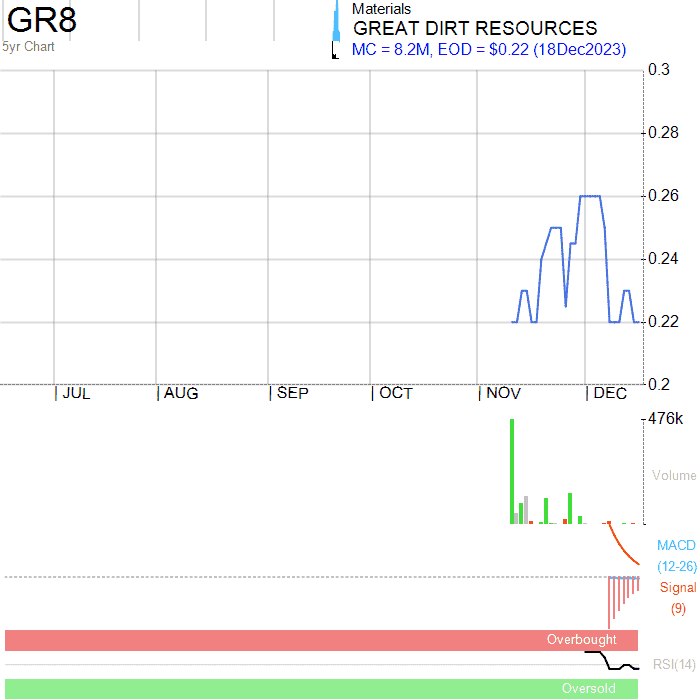 GR8
5yr Chart
Materials
GREAT DIRT RESOURCES
MC = 8.2M, EOD = $0.22 (18Dec2023)
0.3
0.28
0.26
0.24
0.22
0.2
JUL AUG SEP OCT NOV DEC
476k
Volume
MACD
(12-26)
Signal
(9)
Overbought
RSI(14)
Oversold